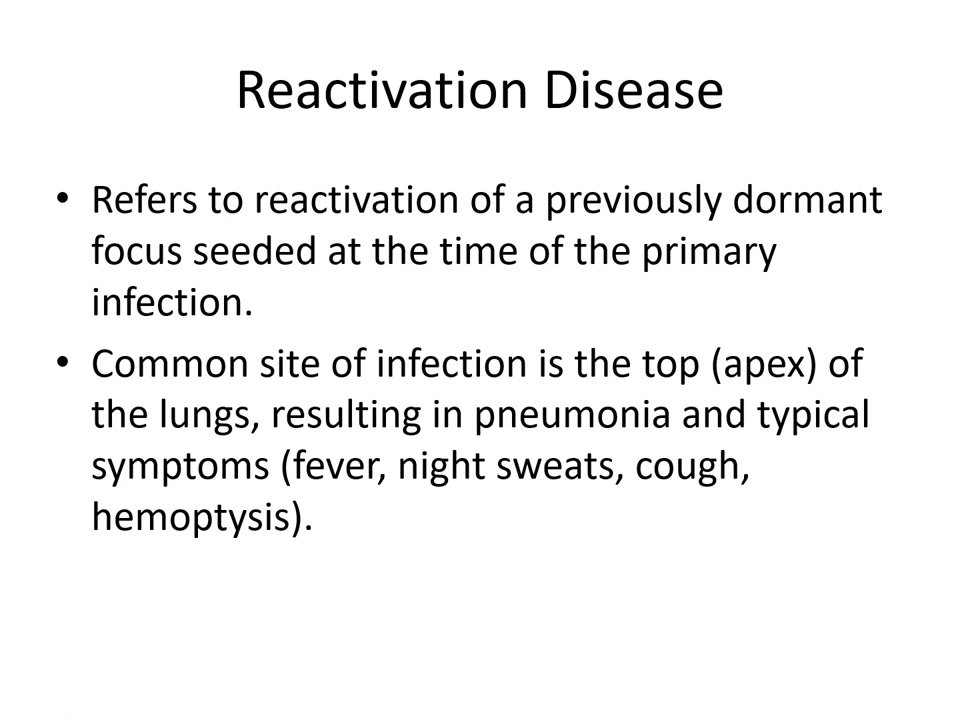 Reactivation Disease
• Refers to reactivation of a previously dormant
focus seeded at the time of the primary
infection.
• Common site of infection is the top (apex) of
the lungs, resulting in pneumonia and typical
symptoms (fever, night sweats, cough,
hemoptysis).